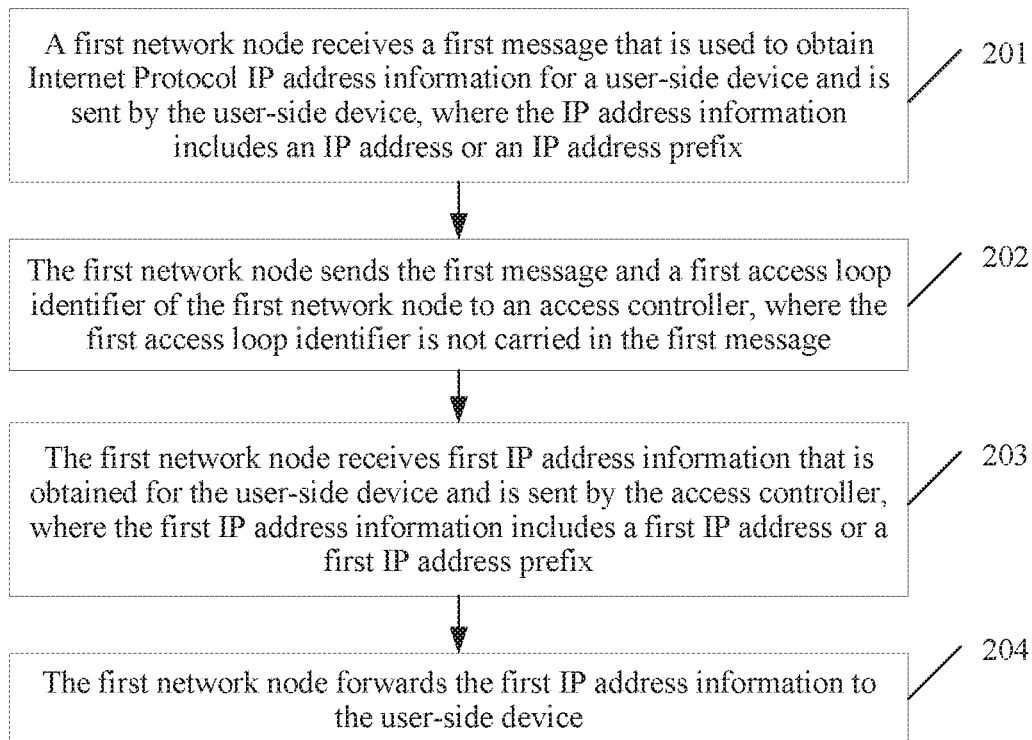 A first network node receives a first message that is used to obtain
Internet Protocol IP address information for a user-side device and is
sent by the user-side device, where the IP address information
includes an IP address or an IP address prefix
201
The first network node sends the first message and a first access loop
identifier of the first network node to an access controller, where the
first access loop identifier is not carried in the first message
202
The first network node receives first IP address information that is
obtained for the user-side device and is sent by the access controller,
where the first IP address information includes a first IP address or a
first IP address prefix
203
The first network node forwards the first IP address information to
the user-side device
204